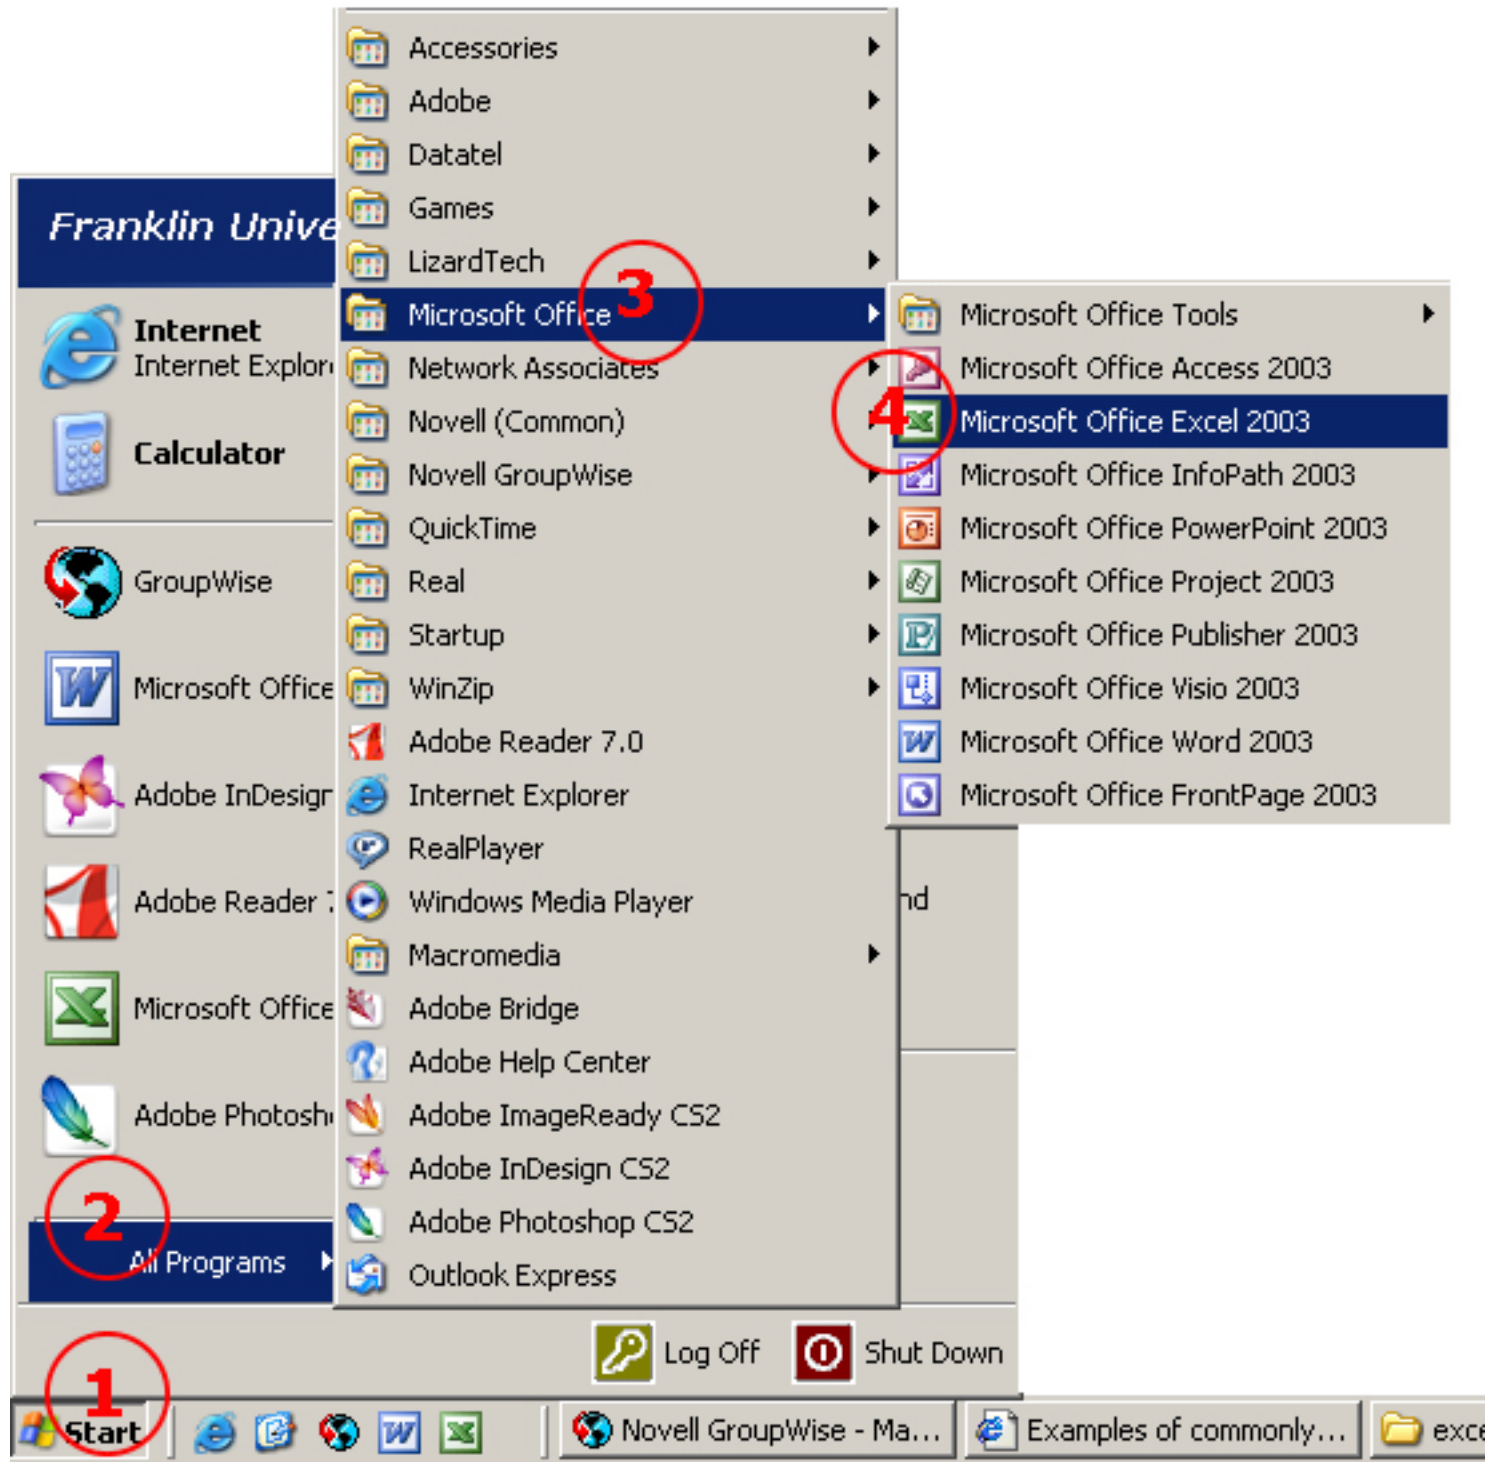 Franklin Unive
Internet
Internet Explor
Calculator
GroupWise
Microsoft Office
Adobe InDesign
Adobe Reader 7
Microsoft Office
Adobe Photosh
2
All Programs
Accessories
Adobe
Datatel
Games
LizardTech
3
Microsoft Office
Network Associates
Novell (Common)
Novell GroupWise
QuickTime
Real
Startup
WinZip
Adobe Reader 7.0
Internet Explorer
RealPlayer
Windows Media Player
Macromedia
Adobe Bridge
Adobe Help Center
Adobe ImageReady CS2
Adobe InDesign CS2
Adobe Photoshop CS2
Outlook Express
Microsoft Office Tools
Microsoft Office Access 2003
4
Microsoft Office Excel 2003
Microsoft Office InfoPath 2003
Microsoft Office PowerPoint 2003
Microsoft Office Project 2003
Microsoft Office Publisher 2003
Microsoft Office Visio 2003
Microsoft Office Word 2003
Microsoft Office FrontPage 2003
nd
Log Off
Shut Down
1
Start
Novell GroupWise - Ma...
Examples of commonly...
exce